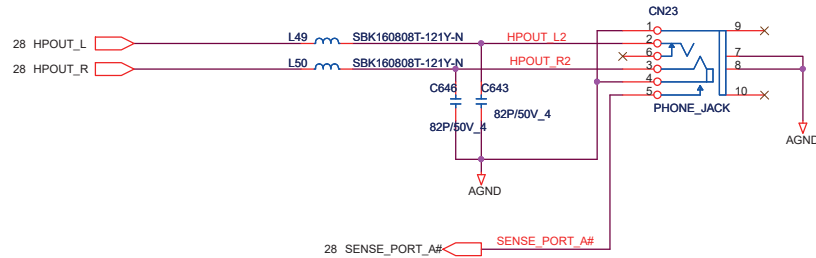 CN23
28 HPOUT_L L49 SBK160808T-121Y-N HPOUT_L2 1 9
2
28 HPOUT_R L50 SBK160808T-121Y-N HPOUT_R2 6 7
3 8
C646 C643 4
5 10
82P/50V_4 82P/50V_4 PHONE_JACK
AGND
AGND
28 SENSE_PORT_A# SENSE_PORT_A#